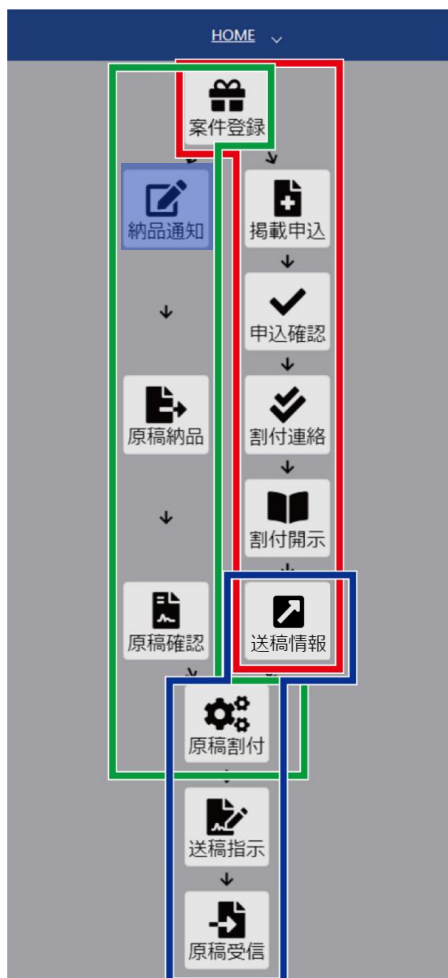 HOME
案件登録
納品通知
掲載申込
申込確認
原稿納品
割付連絡
割付開示
原稿確認
送稿情報
原稿割付
送稿指示
原稿受信